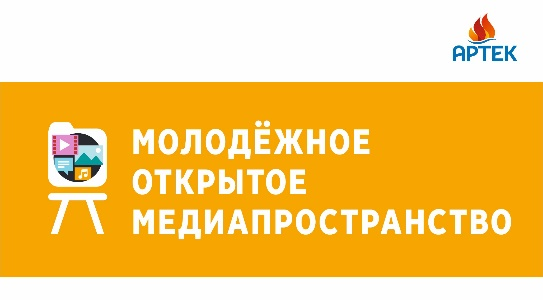 АРТЕК
МОЛОДЁЖНОЕ
ОТКРЫТОЕ
МЕДИАПРОСТРАНСТВО